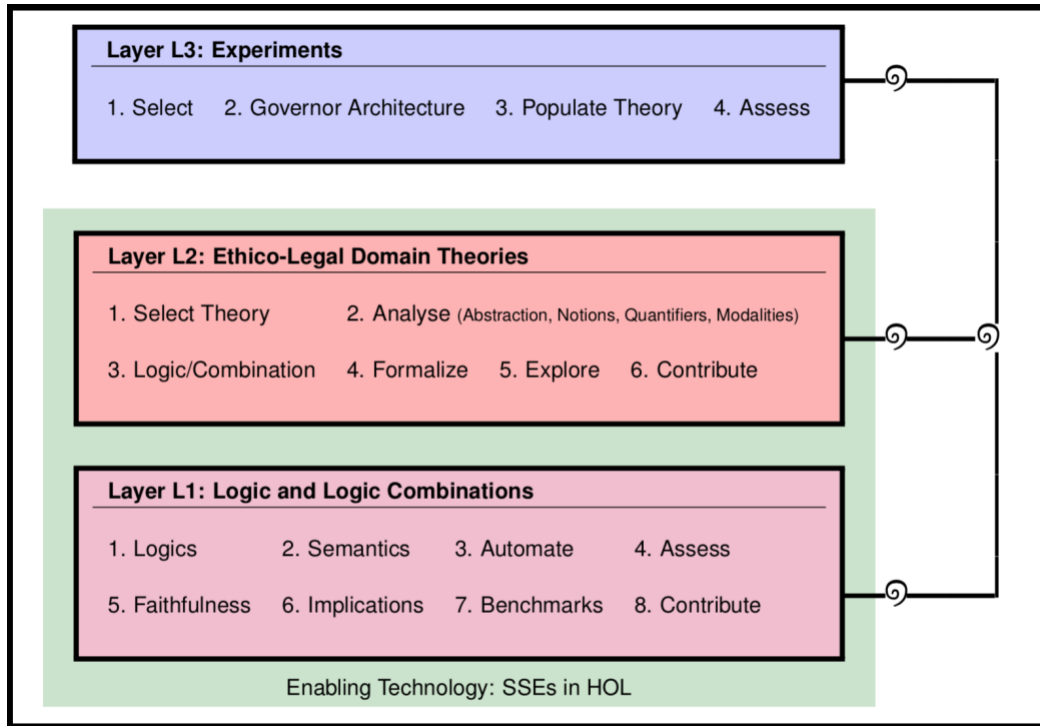 Layer L3: Experiments
1. Select 2. Governor Architecture 3. Populate Theory 4. Assess
Layer L2: Ethico-Legal Domain Theories
1. Select Theory 2. Analyse (Abstraction, Notions, Quantifiers, Modalities)
3. Logic/Combination 4. Formalize 5. Explore 6. Contribute
Layer L1: Logic and Logic Combinations
1. Logics 2. Semantics 3. Automate 4. Assess
5. Faithfulness 6. Implications 7. Benchmarks 8. Contribute
Enabling Technology: SSEs in HOL